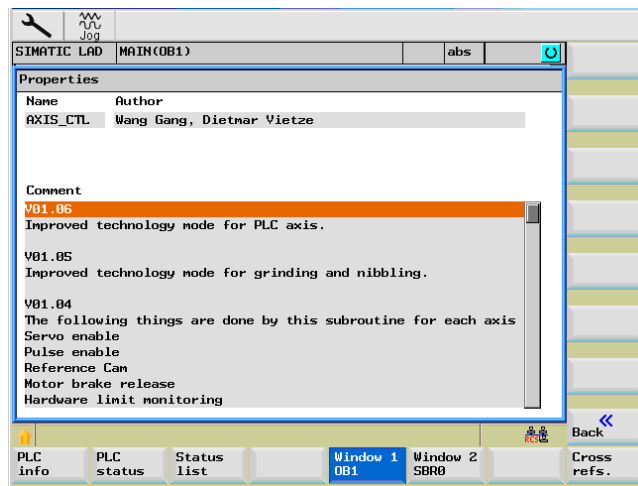 Jog
SIMATIC LAD MAIN(OB1) abs
Properties
Name Author
AXIS_CTL Wang Gang, Dietmar Vietze
Comment
V01.06
Improved technology mode for PLC axis.
V01.05
Improved technology mode for grinding and nibbling.
V01.04
The following things are done by this subroutine for each axis
Servo enable
Pulse enable
Reference Cam
Motor brake release
Hardware limit monitoring
RCS
« Back
PLC info
PLC status
Status list
Window 1 OB1
Window 2 SBR0
Cross refs.